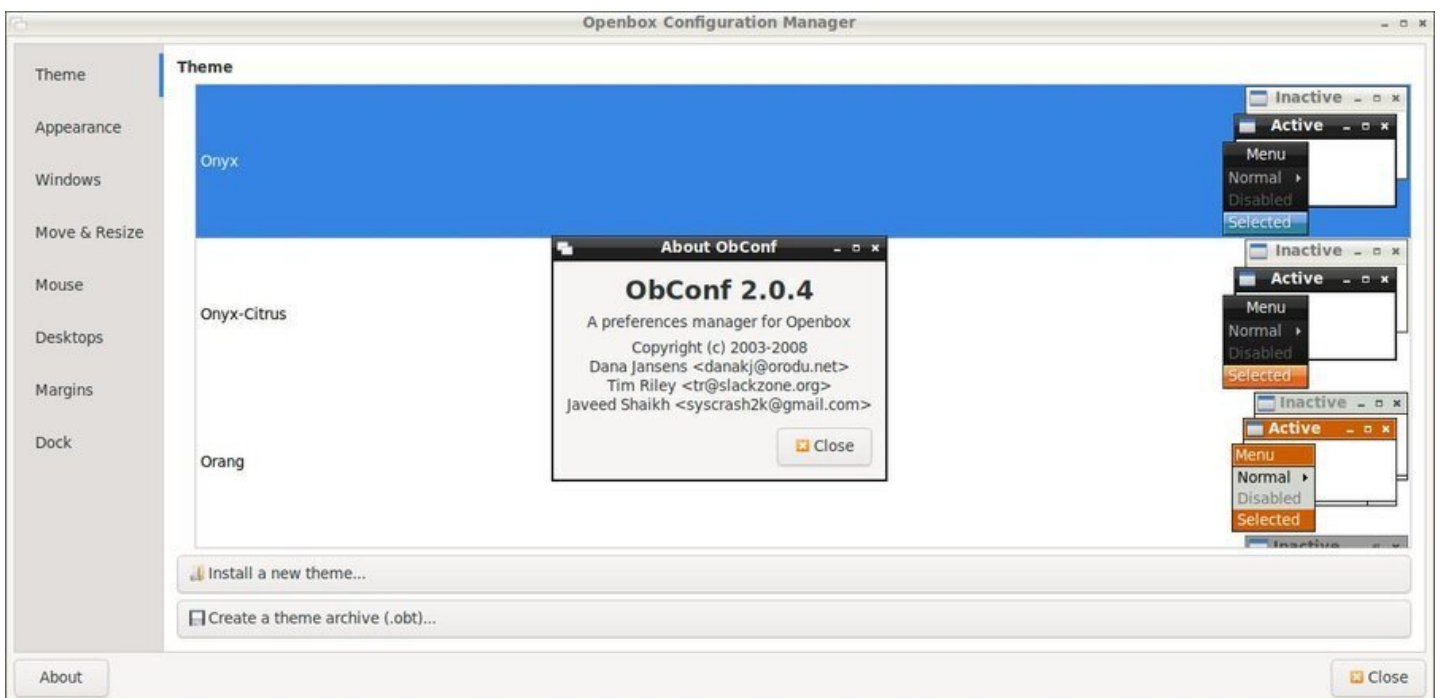 Openbox Configuration Manager
Theme
Appearance
Windows
Move & Resize
Mouse
Desktops
Margins
Dock
Theme
Onyx
Inactive
Active
Menu
Normal
Disabled
Selected
Onyx-Citrus
Inactive
Active
Menu
Normal
Disabled
Selected
Orang
Inactive
Active
Menu
Normal
Disabled
Selected
Inactive
About ObConf
ObConf 2.0.4
A preferences manager for Openbox
Copyright (c) 2003-2008
Dana Jansens <danakj@orodu.net>
Tim Riley <tr@slackzone.org>
Javeed Shaikh <syscrash2k@gmail.com>
Close
Install a new theme...
Create a theme archive (.obt)...
About
Close